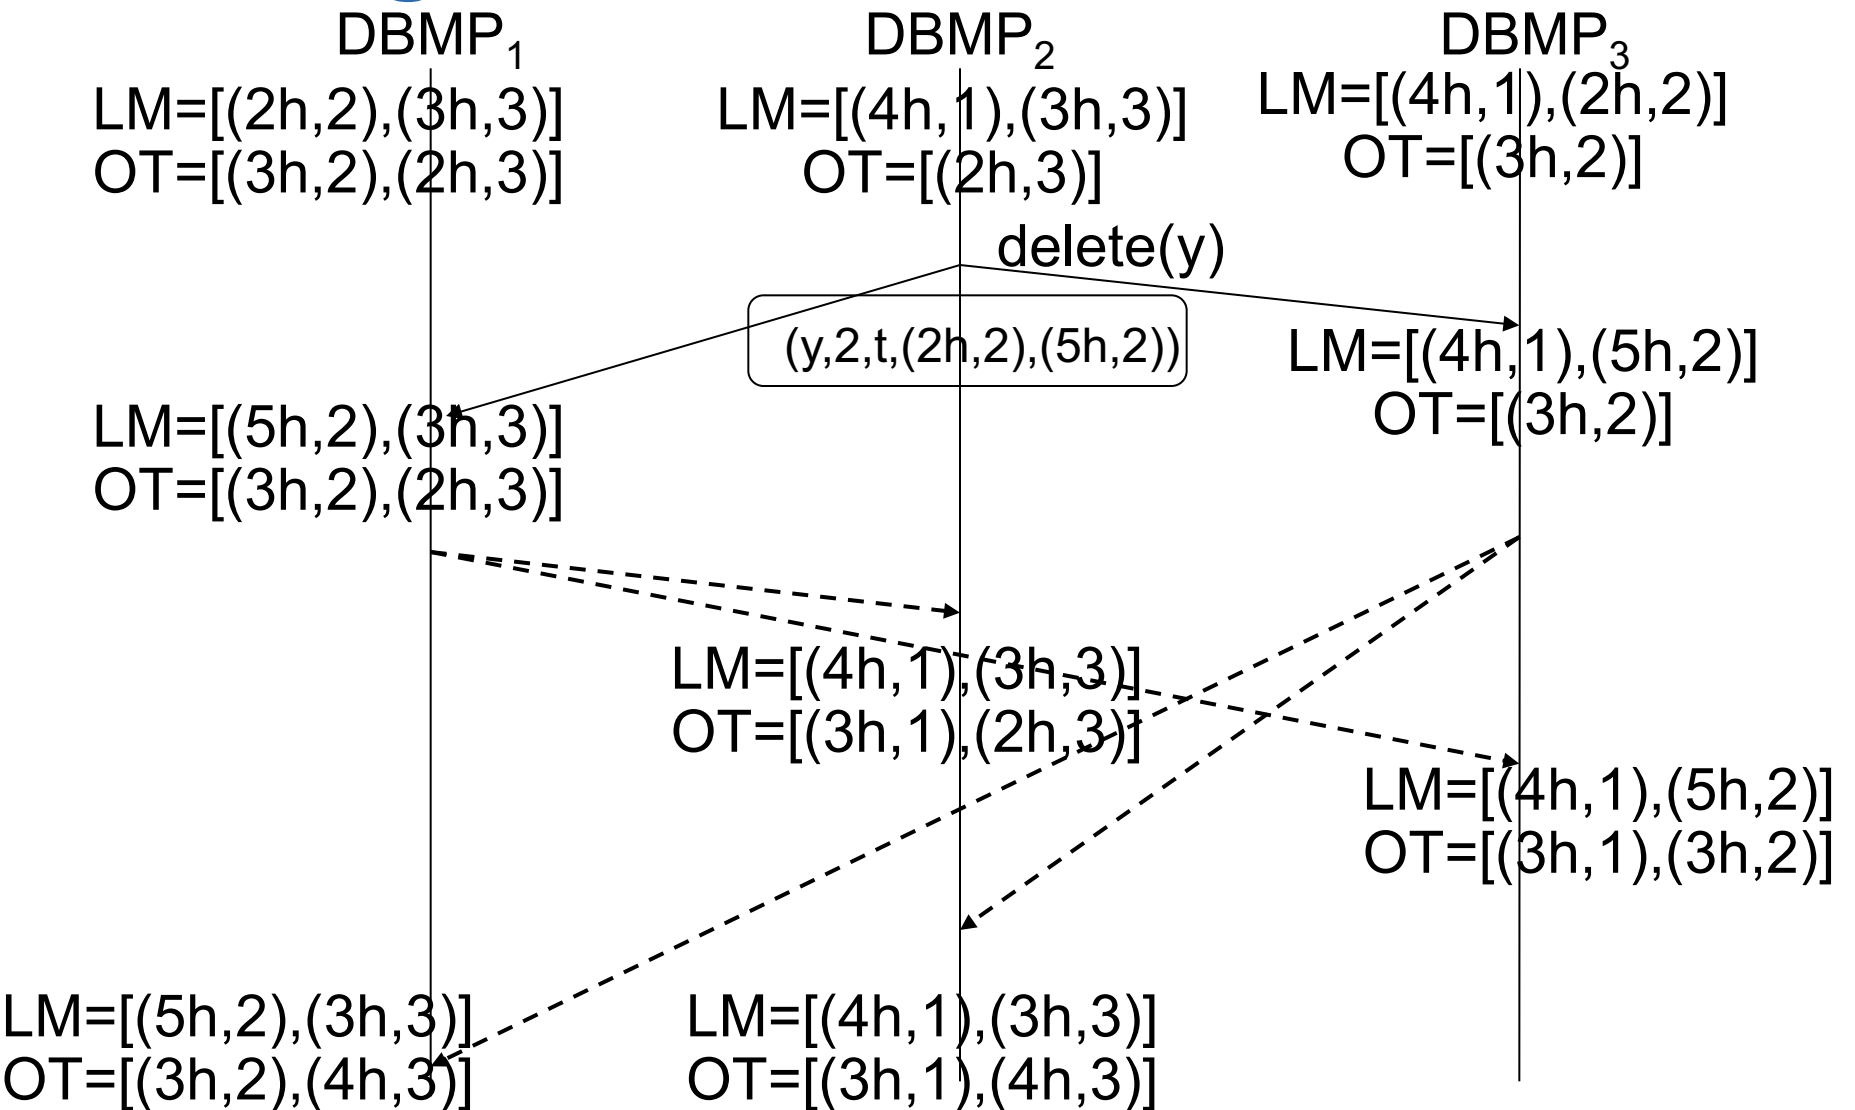 DBMP1
DBMP2
DBMP3
LM=[(2h,2),(3h,3)]
OT=[(3h,2),(2h,3)]
LM=[(4h,1),(3h,3)]
OT=[(2h,3)]
LM=[(4h,1),(2h,2)]
OT=[(3h,2)]
delete(y)
(y,2,t,(2h,2),(5h,2))
LM=[(4h,1),(5h,2)]
OT=[(3h,2)]
LM=[(5h,2),(3h,3)]
OT=[(3h,2),(2h,3)]
LM=[(4h,1),(3h,3)]
OT=[(3h,1),(2h,3)]
LM=[(4h,1),(5h,2)]
OT=[(3h,1),(3h,2)]
LM=[(5h,2),(3h,3)]
OT=[(3h,2),(4h,3)]
LM=[(4h,1),(3h,3)]
OT=[(3h,1),(4h,3)]